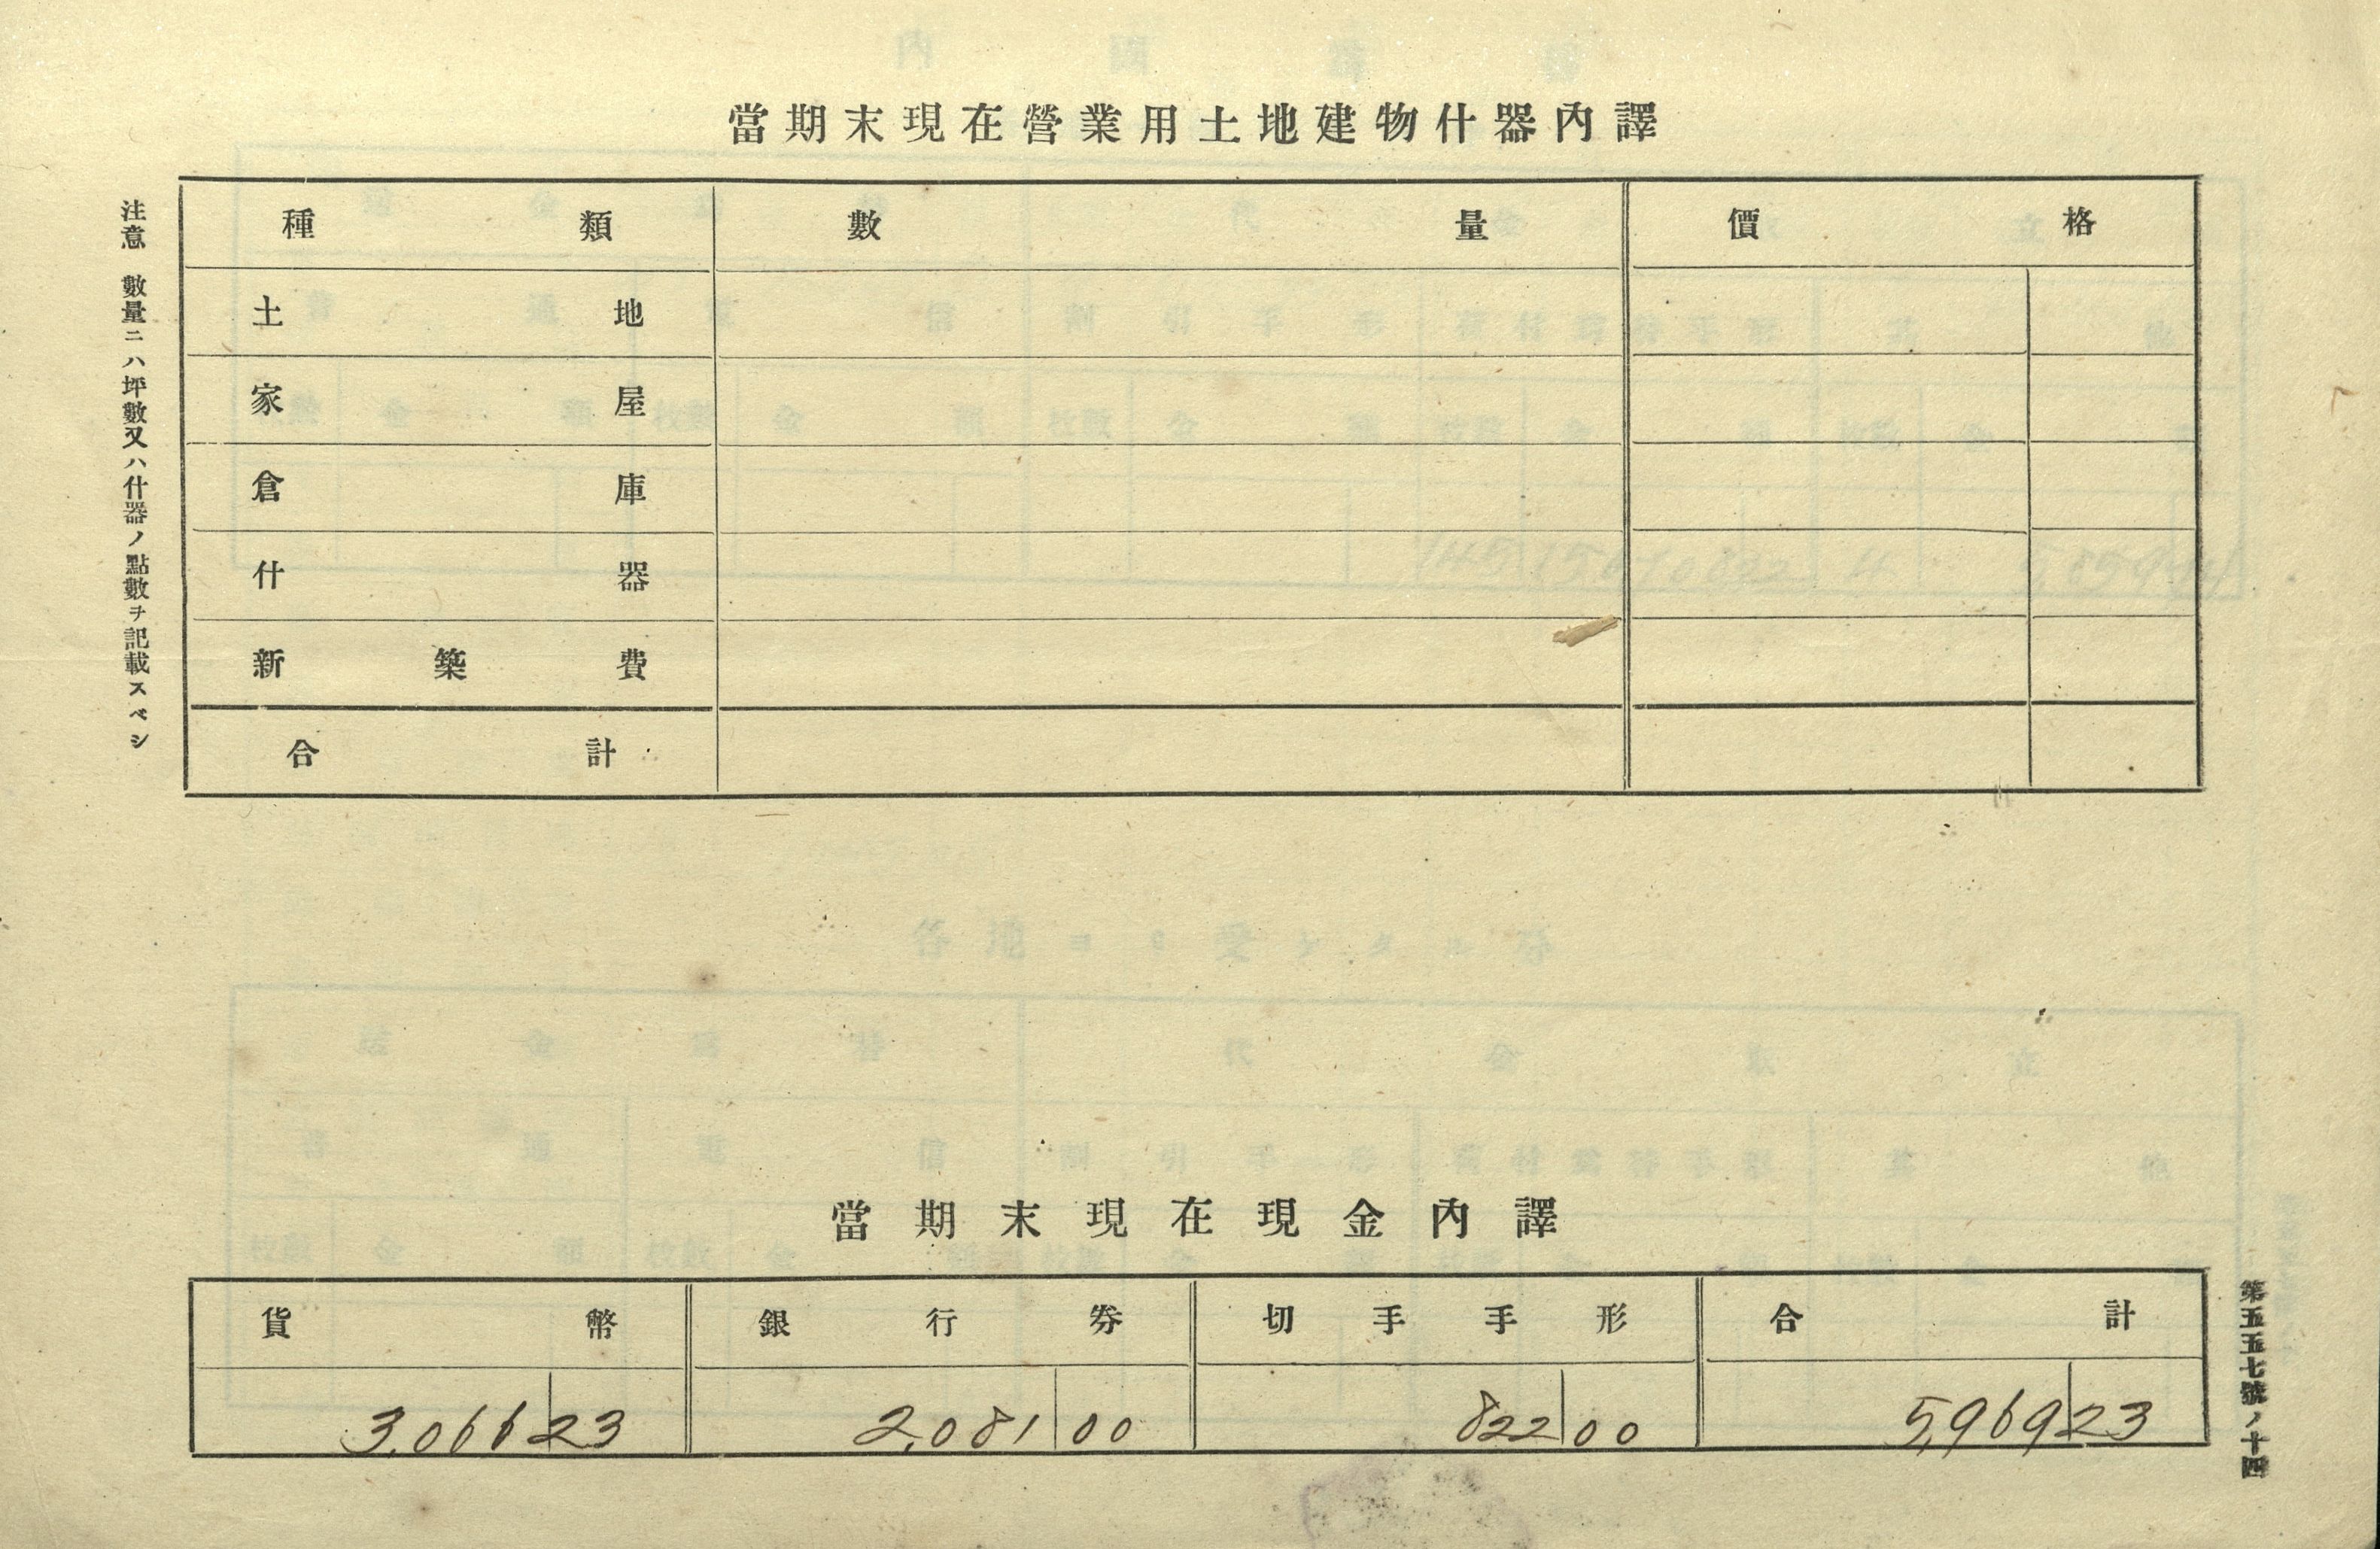 當期末現在營業用土地建物什器內譯
種類 數量 價格
土地
家屋
倉庫
什器
新築費
合計
注意 數量ニハ坪數又ハ什器ノ點數ヲ記載スベシ
當期末現在現金內譯
貨幣 銀行券 切手手形 合計
3,066 23 2,081 00 822 00 5,969 23
第五五七號ノ十四